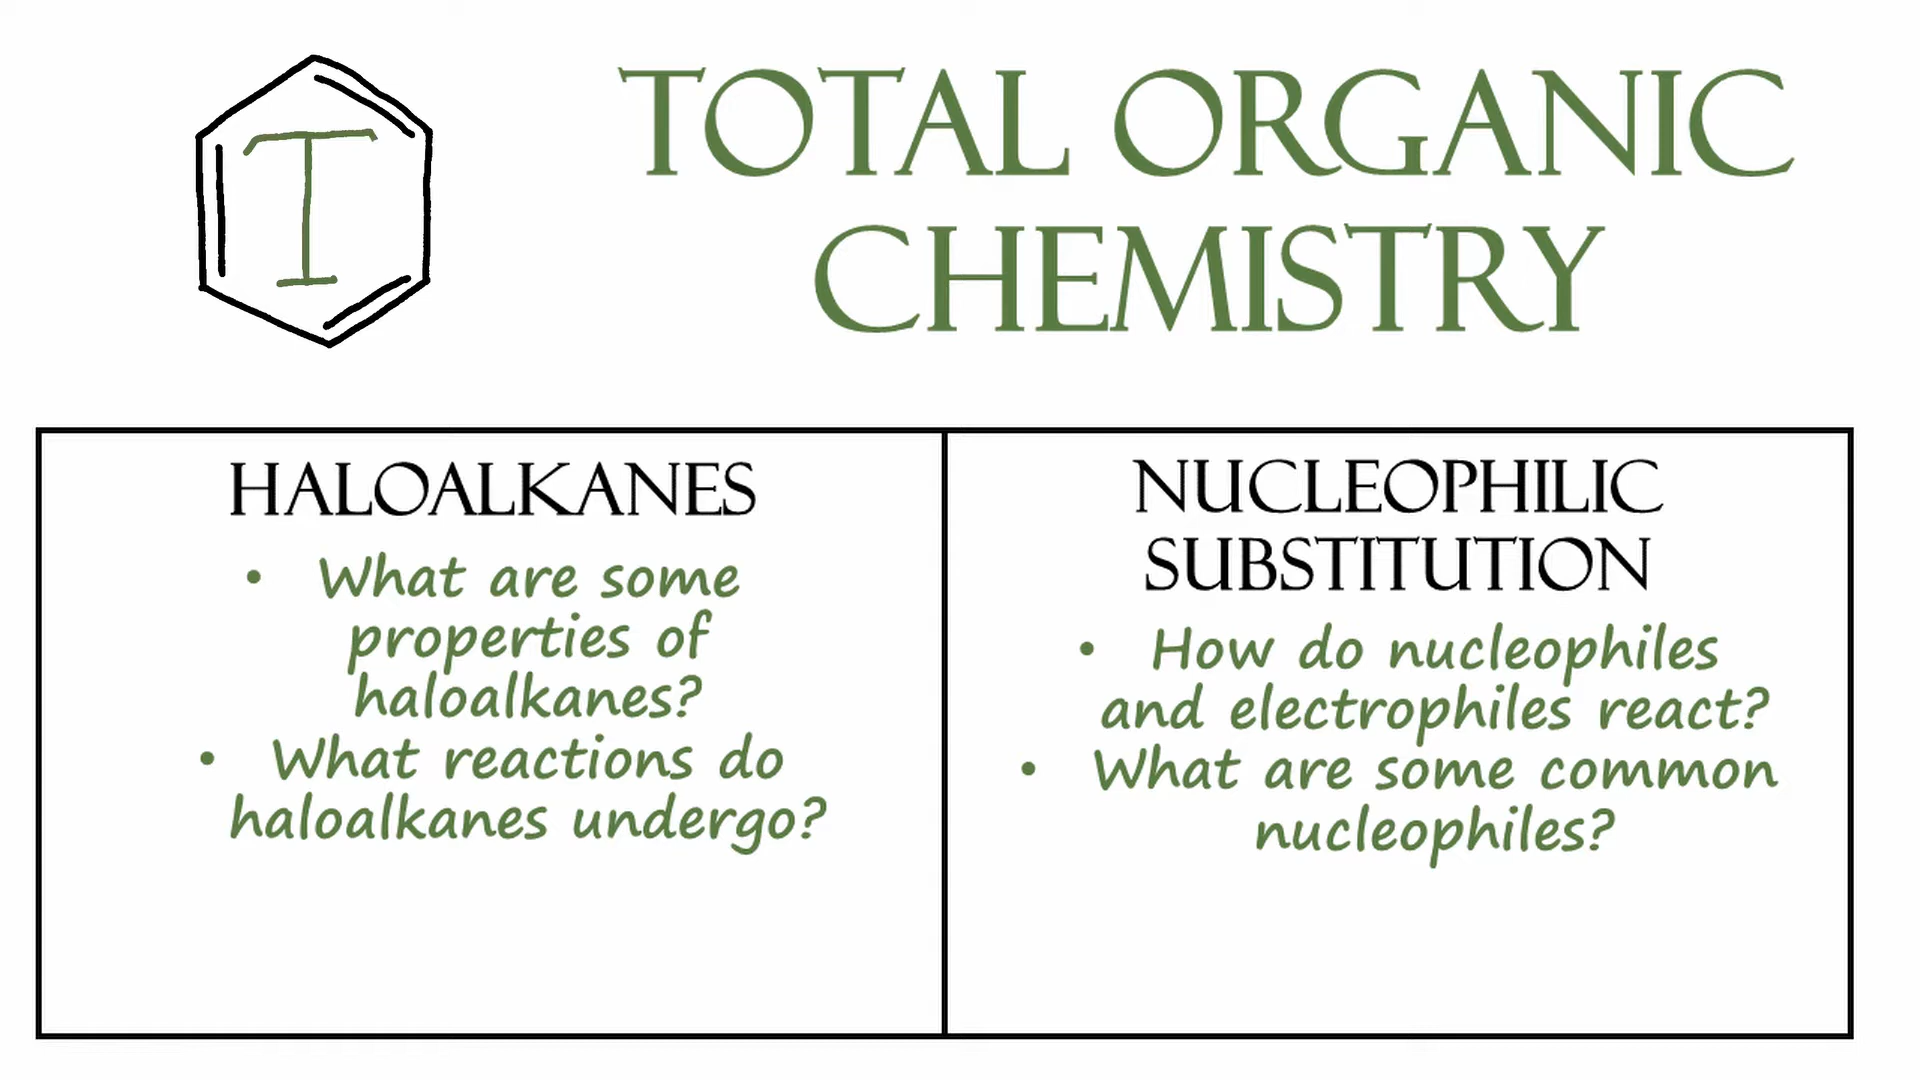 T
TOTAL ORGANIC
CHEMISTRY
HALOALKANES
• What are some
properties of
haloalkanes?
• What reactions do
haloalkanes undergo?
NUCLEOPHILIC
SUBSTITUTION
• How do nucleophiles
and electrophiles react?
• What are some common
nucleophiles?